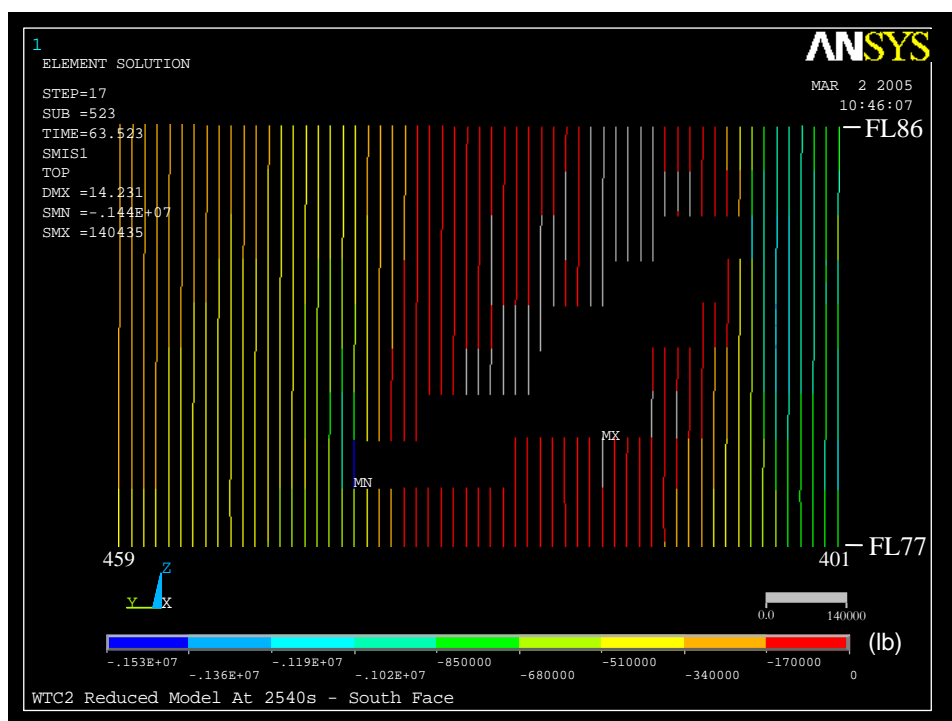 1
ANSYS
ELEMENT SOLUTION
MAR 2 2005
10:46:07
STEP=17
SUB =523
TIME=63.523
SMIS1
TOP
DMX =14.231
SMN =-.144E+07
SMX =140435
FL86
MX
MN
FL77
459
401
Z
Y
X
0.0
140000
(lb)
-.153E+07
-.136E+07
-.119E+07
-.102E+07
-850000
-680000
-510000
-340000
-170000
0
WTC2 Reduced Model At 2540s - South Face